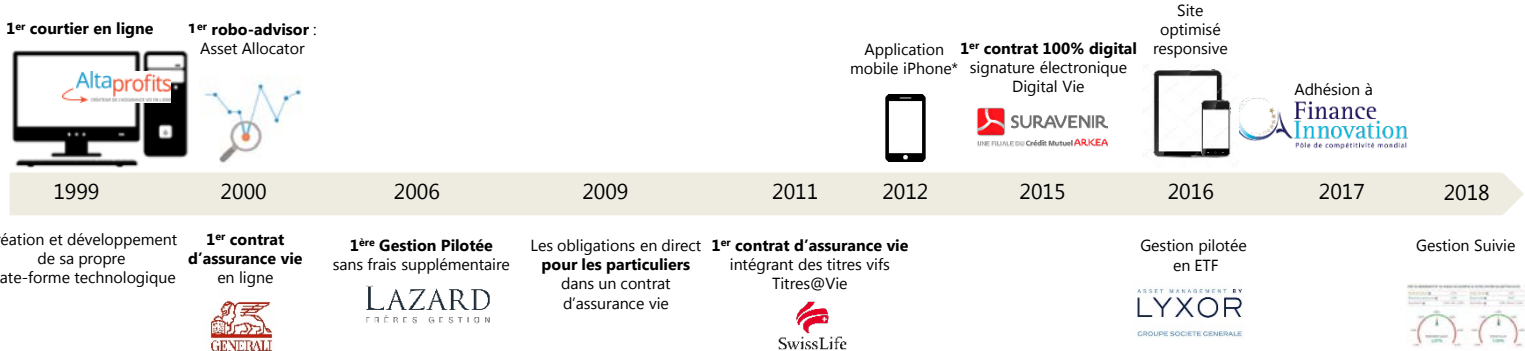 1er courtier en ligne
Altaprofits
1er robo-advisor :
Asset Allocator
Application
mobile iPhone*
1er contrat 100% digital
signature électronique
Digital Vie
SURAVENIR
UNE FILIALE DU Crédit Mutuel ARKEA
Site
optimisé
responsive
Adhésion à
Finance
Innovation
Pôle de compétitivité mondial
1999
2000
2006
2009
2011
2012
2015
2016
2017
2018
réation et développement
de sa propre
ate-forme technologique
1er contrat
d'assurance vie
en ligne
GENERALI
1ère Gestion Pilotée
sans frais supplémentaire
LAZARD
FRÈRES GESTION
Les obligations en direct
pour les particuliers
dans un contrat
d'assurance vie
1er contrat d'assurance vie
intégrant des titres vifs
Titres@Vie
SwissLife
Gestion pilotée
en ETF
ASSET MANAGEMENT BY
LYXOR
GROUPE SOCIETE GENERALE
Gestion Suivie